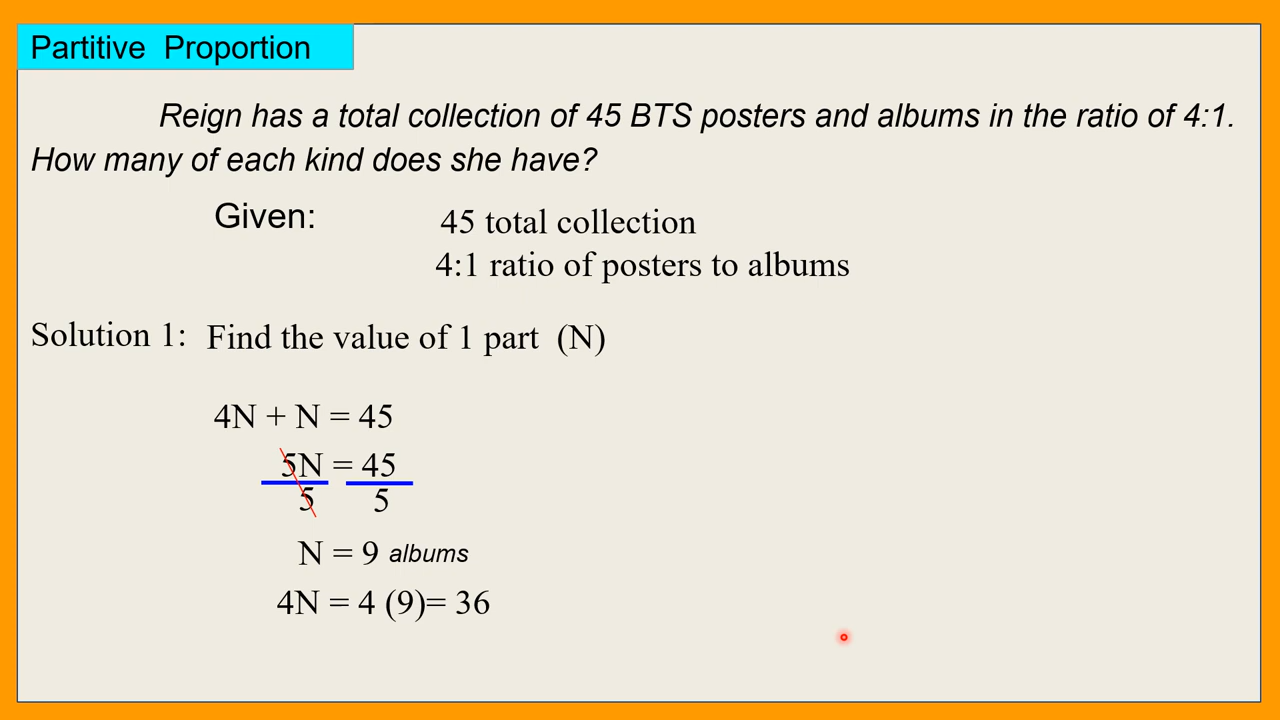 Partitive Proportion
Reign has a total collection of 45 BTS posters and albums in the ratio of 4:1.
How many of each kind does she have?
Given:
45 total collection
4:1 ratio of posters to albums
Solution 1: Find the value of 1 part (N)
4N + N = 45
5N = 45
5 5
N = 9 albums
4N = 4 (9)= 36